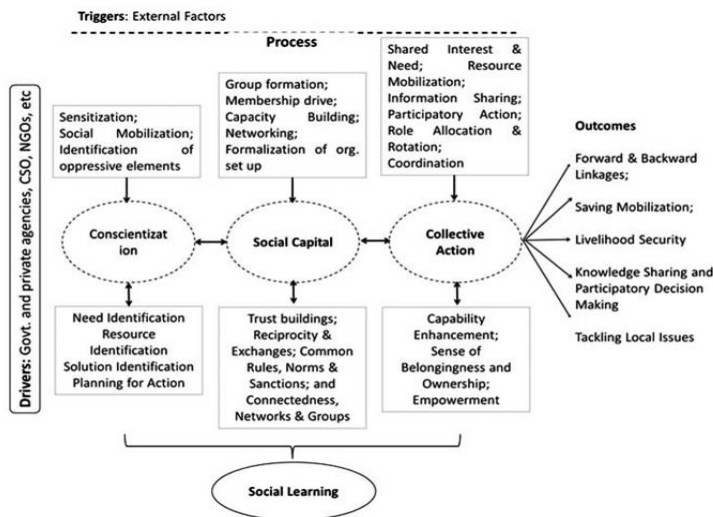 Triggers: External Factors
Process
Drivers: Govt. and private agencies, CSO, NGOs, etc
Sensitization;
Social Mobilization;
Identification of
oppressive elements
Group formation;
Membership drive;
Capacity Building;
Networking;
Formalization of org.
set up
Shared Interest &
Need; Resource
Mobilization;
Information Sharing;
Participatory Action;
Role Allocation &
Rotation;
Coordination
Conscientizat
ion
Social Capital
Collective
Action
Need Identification
Resource
Identification
Solution Identification
Planning for Action
Trust buildings;
Reciprocity &
Exchanges; Common
Rules, Norms &
Sanctions; and
Connectedness,
Networks & Groups
Capability
Enhancement;
Sense of
Belongingness and
Ownership;
Empowerment
Outcomes
Forward & Backward
Linkages;
Saving Mobilization;
Livelihood Security
Knowledge Sharing and
Participatory Decision
Making
Tackling Local Issues
Social Learning